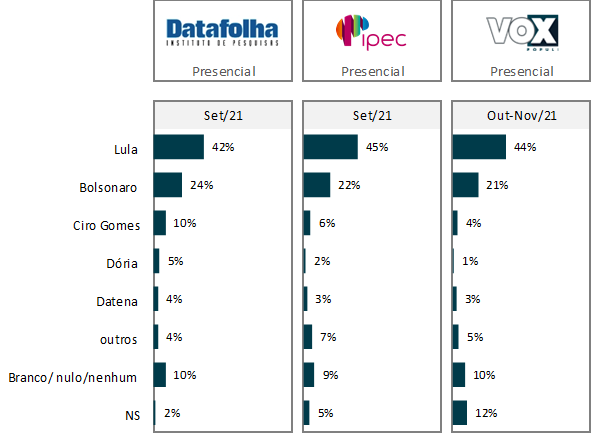 Datafolha ipec VOX
INSTITUTO DE PESQUISAS POPULI
Presencial Presencial Presencial
Set/21 Set/21 Out-Nov/21
Lula 42% 45% 44%
Bolsonaro 24% 22% 21%
Ciro Gomes 10% 6% 4%
Dória 5% 2% 1%
Datena 4% 3% 3%
outros 4% 7% 5%
Branco/ nulo/nenhum 10% 9% 10%
NS 2% 5% 12%